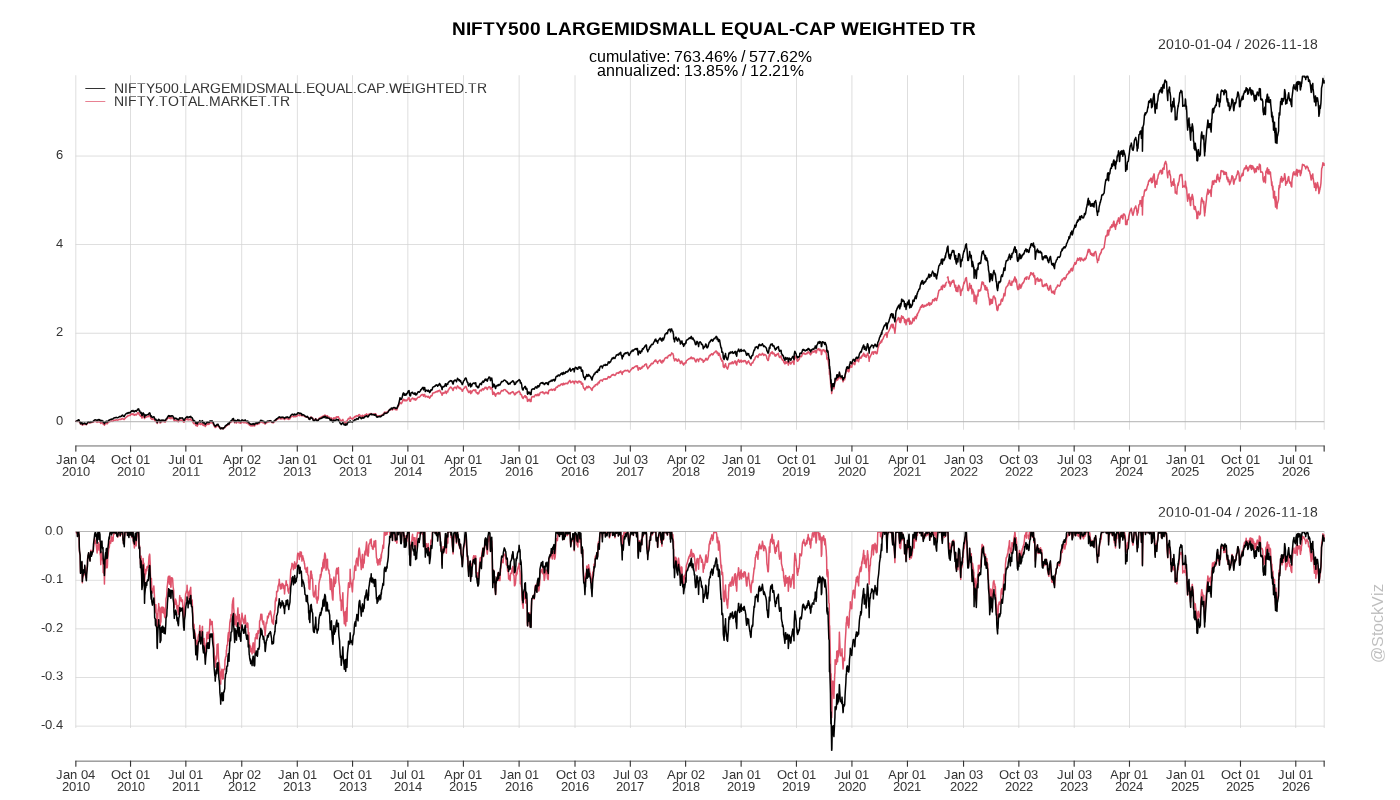 NIFTY500 LARGEMIDSMALL EQUAL-CAP WEIGHTED TR
2010-01-04 / 2026-11-18
cumulative: 763.46% / 577.62%
annualized: 13.85% / 12.21%
NIFTY500.LARGEMIDSMALL.EQUAL.CAP.WEIGHTED.TR
NIFTY.TOTAL.MARKET.TR
6
4
2
0
Jan 04 Oct 01 Jul 01 Apr 02 Jan 01 Oct 01 Jul 01 Apr 01 Jan 01 Oct 03 Jul 03 Apr 02 Jan 01 Oct 01 Jul 01 Apr 01 Jan 03 Oct 03 Jul 03 Apr 01 Jan 01 Oct 01 Jul 01
2010 2010 2011 2012 2013 2013 2014 2015 2016 2016 2017 2018 2019 2019 2020 2021 2022 2022 2023 2024 2025 2025 2026
2010-01-04 / 2026-11-18
0.0
-0.1
-0.2
-0.3
-0.4
Jan 04 Oct 01 Jul 01 Apr 02 Jan 01 Oct 01 Jul 01 Apr 01 Jan 01 Oct 03 Jul 03 Apr 02 Jan 01 Oct 01 Jul 01 Apr 01 Jan 03 Oct 03 Jul 03 Apr 01 Jan 01 Oct 01 Jul 01
2010 2010 2011 2012 2013 2013 2014 2015 2016 2016 2017 2018 2019 2019 2020 2021 2022 2022 2023 2024 2025 2025 2026
@StockViz